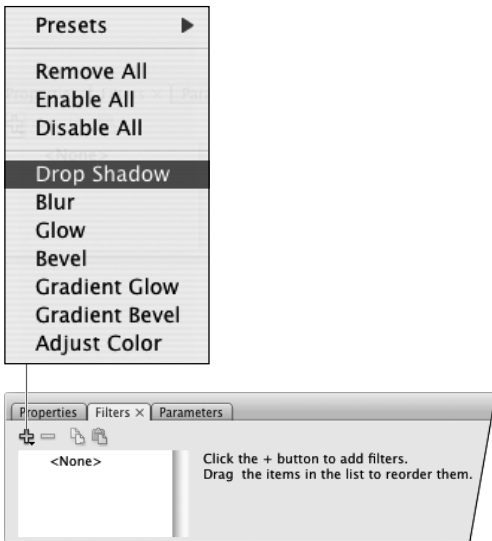 Presets
Remove All
Enable All
Disable All
Drop Shadow
Blur
Glow
Bevel
Gradient Glow
Gradient Bevel
Adjust Color
Properties Filters × Parameters
<None>
Click the + button to add filters.
Drag the items in the list to reorder them.